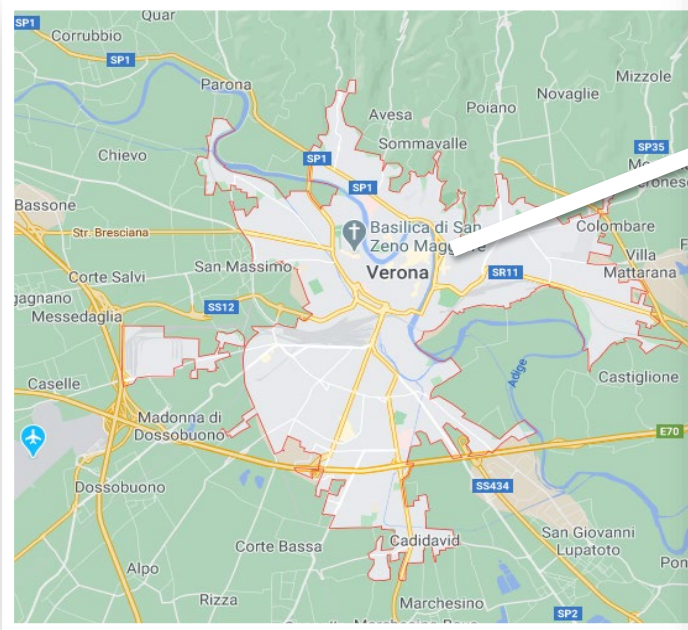 Quar
SP1
Corrubbio
SP1
Parona
Mizzole
Novaglie
Avesa
Poiano
Sommavalle
SP35
Chievo
SP1
SP1
Bassone
Str. Bresciana
Basilica di San
Zeno
Colombare
Villa
Mattarana
San Massimo
Verona
SR11
Corte Salvi
SS12
Messedaglia
Castiglione
Adige
Caselle
Madonna di
Dossobuono
E70
Dossobuono
SS434
San Giovanni
Lupatoto
Corte Bassa
Cadidavid
Alpo
Rizza
Marchesino
SP2